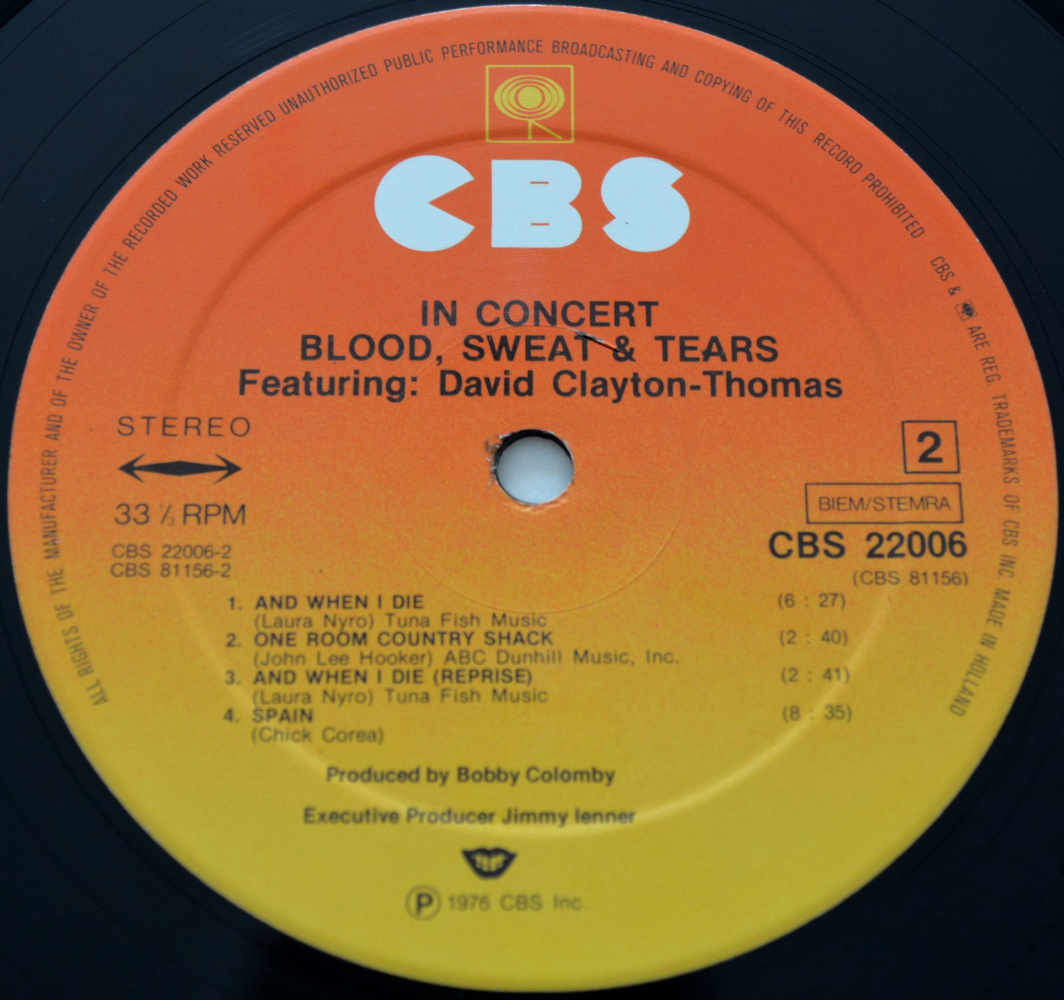 ALL RIGHTS OF THE MANUFACTURER AND OF THE OWNER OF THE RECORDED WORK RESERVED UNAUTHORIZED PUBLIC PERFORMANCE BROADCASTING AND COPYING OF THIS RECORD PROHIBITED CBS & ARE REG TRADEMARKS OF CBS INC MADE IN HOLLAND
CBS
IN CONCERT
BLOOD, SWEAT & TEARS
Featuring: David Clayton-Thomas
STEREO
2
BIEM/STEMRA
33 ⅓ RPM
CBS 22006
CBS 22006-2
CBS 81156-2
(CBS 81156)
1. AND WHEN I DIE (6 : 27)
(Laura Nyro) Tuna Fish Music
2. ONE ROOM COUNTRY SHACK (2 : 40)
(John Lee Hooker) ABC Dunhill Music, Inc.
3. AND WHEN I DIE (REPRISE) (2 : 41)
(Laura Nyro) Tuna Fish Music
4. SPAIN (8 : 35)
(Chick Corea)
Produced by Bobby Colomby
Executive Producer Jimmy Ienner
Ⓟ 1976 CBS Inc.